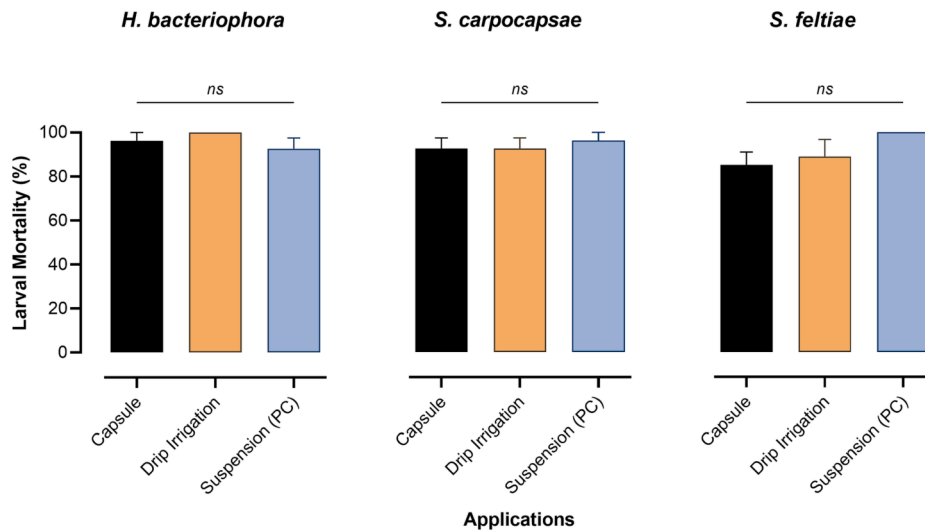 H. bacteriophora
S. carpocapsae
S. feltiae
ns
ns
ns
Larval Mortality (%)
100
80
60
40
20
0
Capsule
Drip Irrigation
Suspension (PC)
Capsule
Drip Irrigation
Suspension (PC)
Capsule
Drip Irrigation
Suspension (PC)
Applications